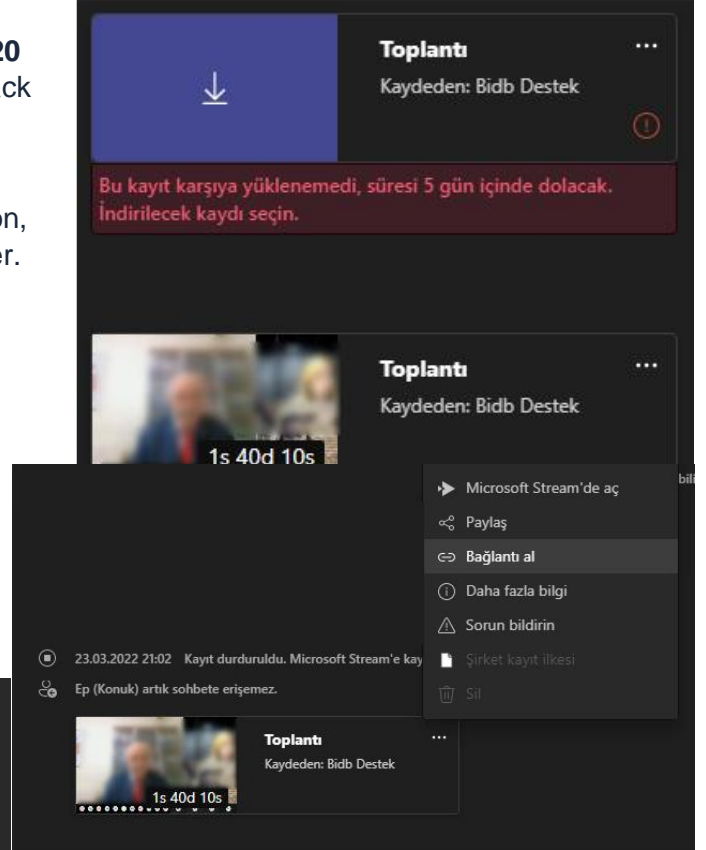 20
ck
on,
er.
Toplantı
Kaydeden: Bidb Destek
Bu kayıt karşıya yüklenemedi, süresi 5 gün içinde dolacak.
İndirilecek kaydı seçin.
Toplantı
Kaydeden: Bidb Destek
1s 40d 10s
bili
Microsoft Stream'de aç
Paylaş
Bağlantı al
Daha fazla bilgi
Sorun bildirin
Şirket kayıt ilkesi
Sil
23.03.2022 21:02 Kayıt durduruldu. Microsoft Stream'e kay
Ep (Konuk) artık sohbete erişemez.
Toplantı
Kaydeden: Bidb Destek
1s 40d 10s